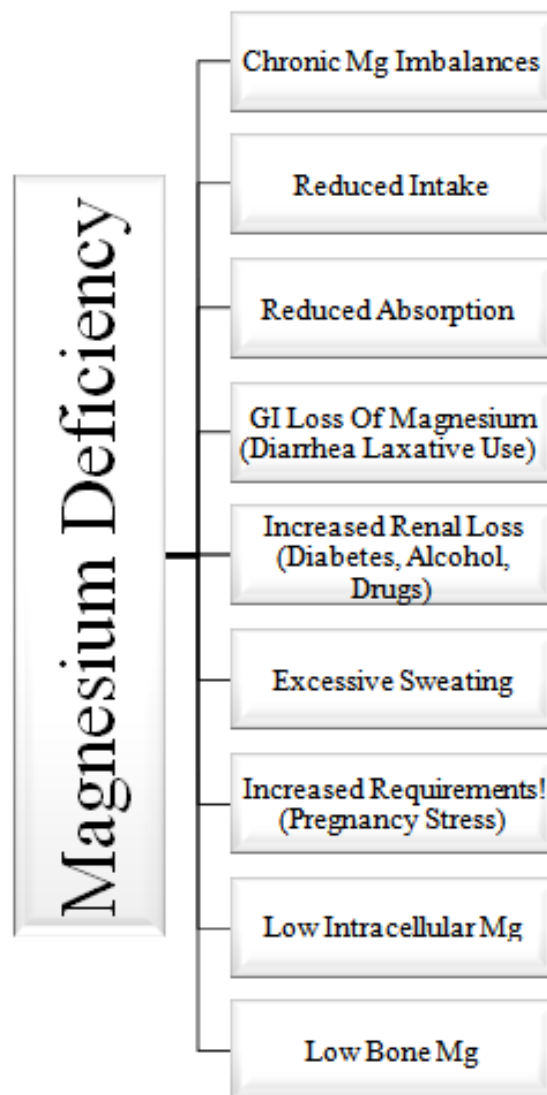 Magnesium Deficiency
Chronic Mg Imbalances
Reduced Intake
Reduced Absorption
GI Loss Of Magnesium
(Diarrhea Laxative Use)
Increased Renal Loss
(Diabetes, Alcohol,
Drugs)
Excessive Sweating
Increased Requirements!
(Pregnancy Stress)
Low Intracellular Mg
Low Bone Mg